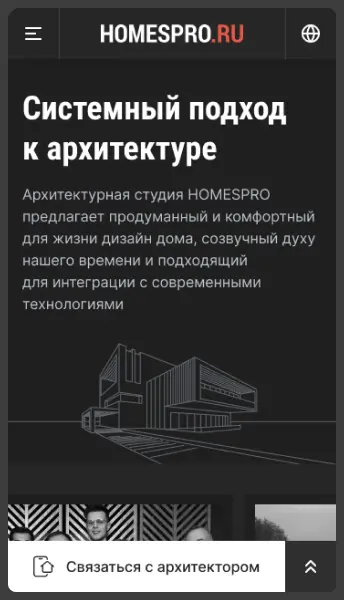 HOMESPRO.RU
Системный подход
к архитектуре
Архитектурная студия HOMESPRO
предлагает продуманный и комфортный
для жизни дизайн дома, созвучный духу
нашего времени и подходящий
для интеграции с современными
технологиями
Связаться с архитектором